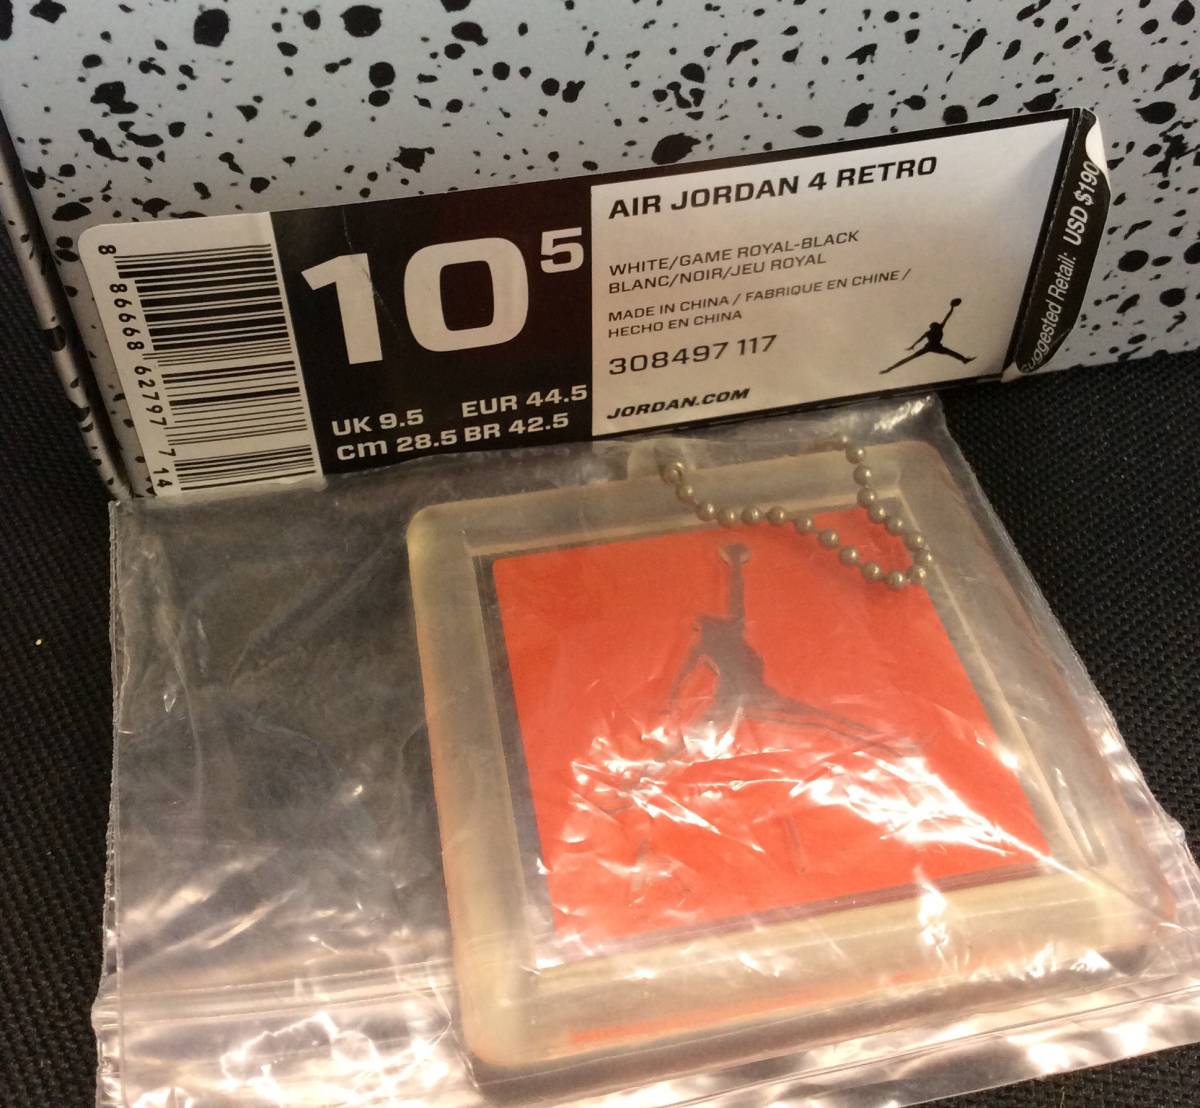 8 86668 62797 7 14
10 5
UK 9.5 EUR 44.5
cm 28.5 BR 42.5
AIR JORDAN 4 RETRO
WHITE/GAME ROYAL-BLACK
BLANC/NOIR/JEU ROYAL
MADE IN CHINA / FABRIQUE EN CHINE /
HECHO EN CHINA
308497 117
JORDAN.COM
Suggested Retail: USD $190